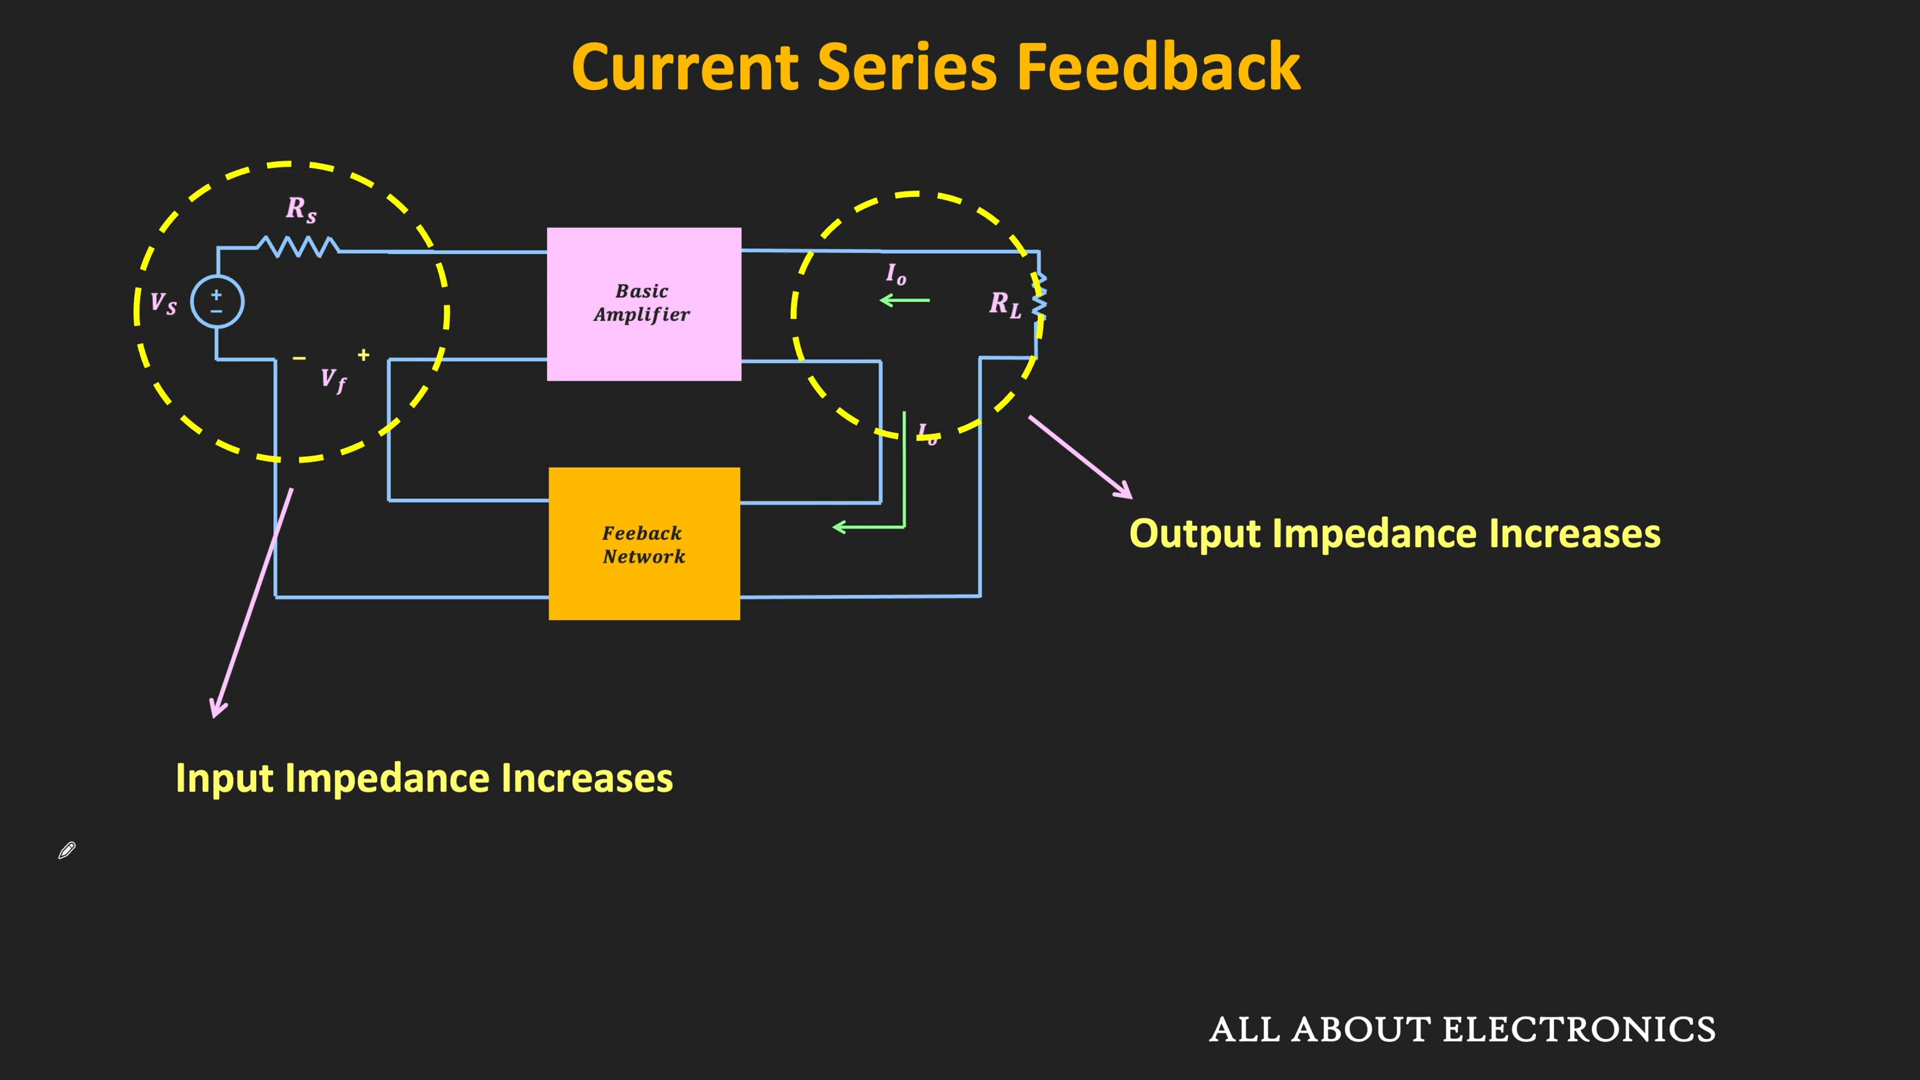 Current Series Feedback
Rs
VS
+
−
− +
Vf
Basic
Amplifier
Io
RL
Io
Feeback
Network
Output Impedance Increases
Input Impedance Increases
ALL ABOUT ELECTRONICS